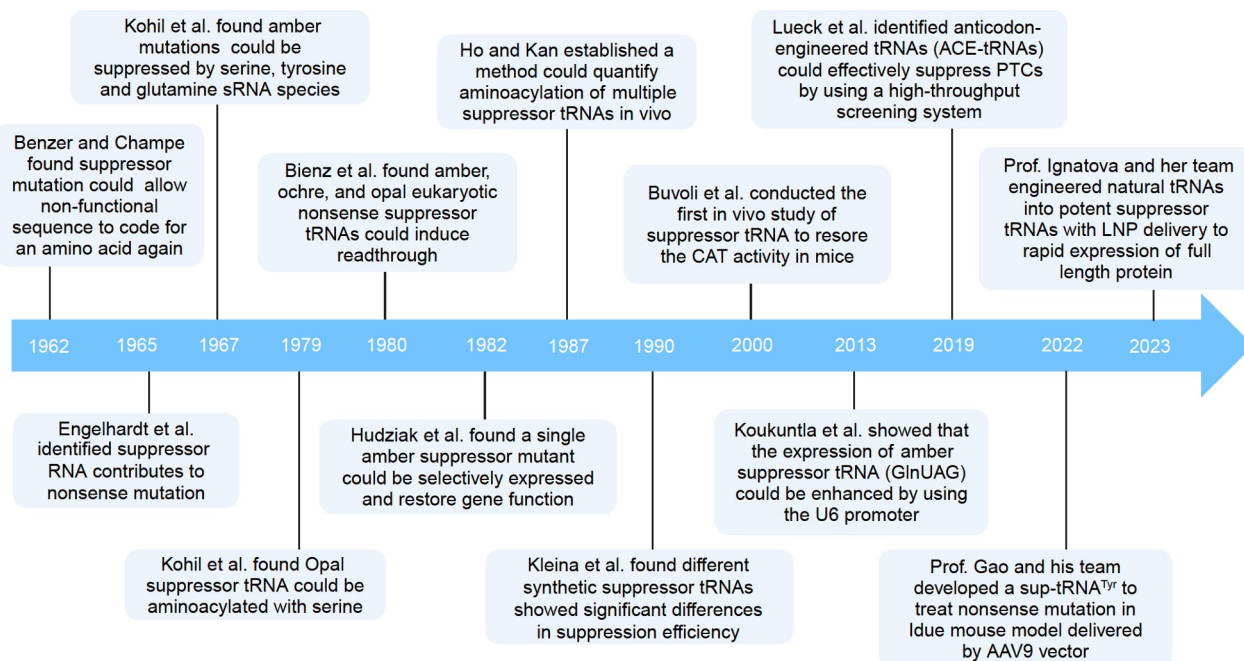 Kohil et al. found amber
mutations could be
suppressed by serine, tyrosine
and glutamine sRNA species
Ho and Kan established a
method could quantify
aminoacylation of multiple
suppressor tRNAs in vivo
Lueck et al. identified anticodon-
engineered tRNAs (ACE-tRNAs)
could effectively suppress PTCs
by using a high-throughput
screening system
Benzer and Champe
found suppressor
mutation could allow
non-functional
sequence to code for
an amino acid again
Bienz et al. found amber,
ochre, and opal eukaryotic
nonsense suppressor
tRNAs could induce
readthrough
Buvoli et al. conducted the
first in vivo study of
suppressor tRNA to resore
the CAT activity in mice
Prof. Ignatova and her team
engineered natural tRNAs
into potent suppressor
tRNAs with LNP delivery to
rapid expression of full
length protein
1962 1965 1967 1979 1980 1982 1987 1990 2000 2013 2019 2022 2023
Engelhardt et al.
identified suppressor
RNA contributes to
nonsense mutation
Hudziak et al. found a single
amber suppressor mutant
could be selectively expressed
and restore gene function
Koukuntla et al. showed that
the expression of amber
suppressor tRNA (GlnUAG)
could be enhanced by using
the U6 promoter
Kohil et al. found Opal
suppressor tRNA could be
aminoacylated with serine
Kleina et al. found different
synthetic suppressor tRNAs
showed significant differences
in suppression efficiency
Prof. Gao and his team
developed a sup-tRNAᵀʸʳ to
treat nonsense mutation in
Idue mouse model delivered
by AAV9 vector